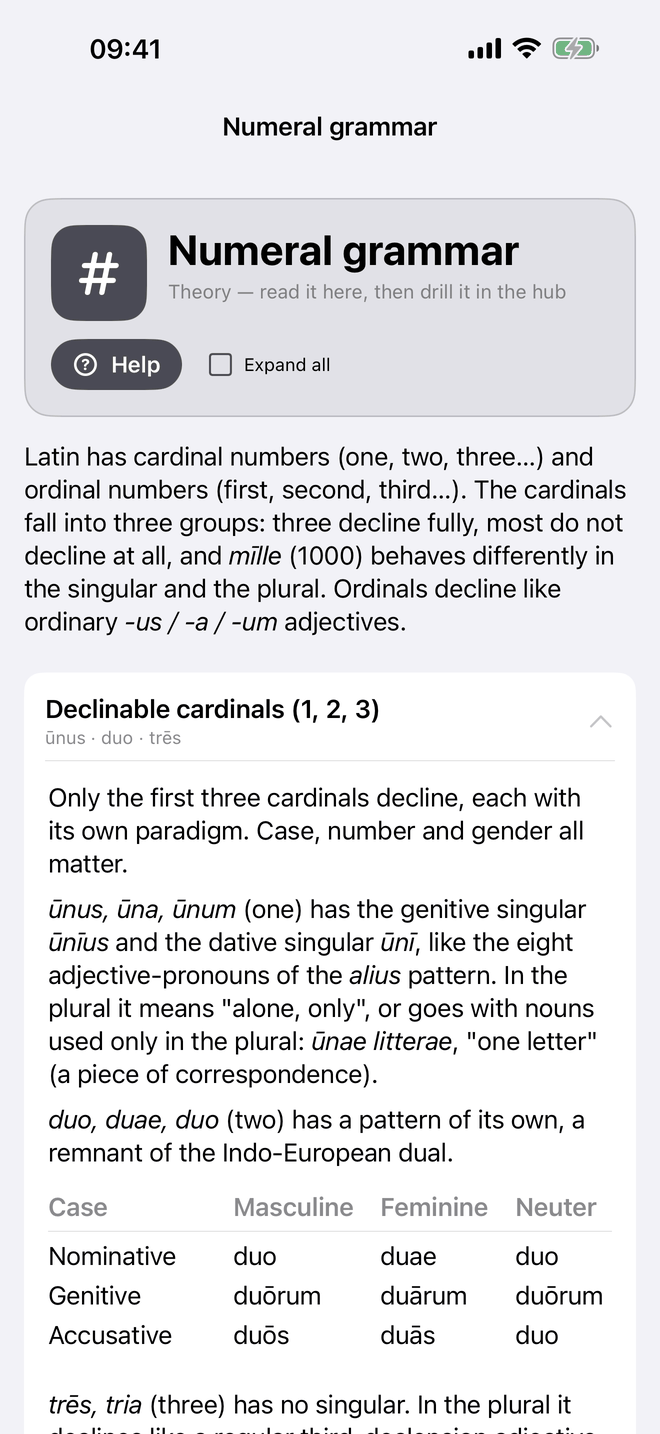 09:41
Numeral grammar
#
Numeral grammar
Theory — read it here, then drill it in the hub
Help
Expand all
Latin has cardinal numbers (one, two, three…) and
ordinal numbers (first, second, third…). The cardinals
fall into three groups: three decline fully, most do not
decline at all, and mīlle (1000) behaves differently in
the singular and the plural. Ordinals decline like
ordinary -us / -a / -um adjectives.
Declinable cardinals (1, 2, 3)
ūnus · duo · trēs
Only the first three cardinals decline, each with
its own paradigm. Case, number and gender all
matter.
ūnus, ūna, ūnum (one) has the genitive singular
ūnīus and the dative singular ūnī, like the eight
adjective-pronouns of the alius pattern. In the
plural it means "alone, only", or goes with nouns
used only in the plural: ūnae litterae, "one letter"
(a piece of correspondence).
duo, duae, duo (two) has a pattern of its own, a
remnant of the Indo-European dual.
Case Masculine Feminine Neuter
Nominative duo duae duo
Genitive duōrum duārum duōrum
Accusative duōs duās duo
trēs, tria (three) has no singular. In the plural it
declines like a regular third-declension adjective